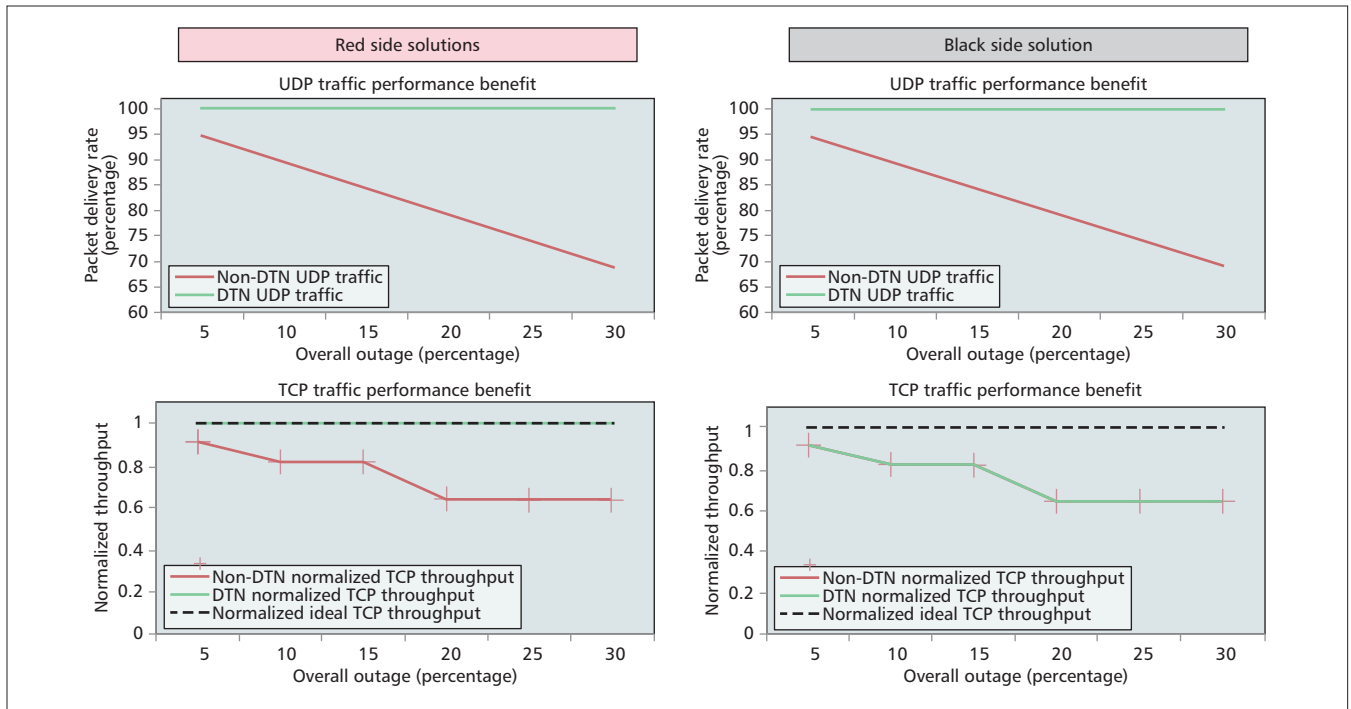 Red side solutions
UDP traffic performance benefit
Packet delivery rate
(percentage)
100
95
90
85
80
75
70
65
60
Non-DTN UDP traffic
DTN UDP traffic
5 10 15 20 25 30
Overall outage (percentage)
TCP traffic performance benefit
Normalized throughput
1
0.8
0.6
0.4
0.2
0
Non-DTN normalized TCP throughput
DTN normalized TCP throughput
Normalized ideal TCP throughput
5 10 15 20 25 30
Overall outage (percentage)
Black side solution
UDP traffic performance benefit
Packet delivery rate
(percentage)
100
95
90
85
80
75
70
65
60
Non-DTN UDP traffic
DTN UDP traffic
5 10 15 20 25 30
Overall outage (percentage)
TCP traffic performance benefit
Normalized throughput
1
0.8
0.6
0.4
0.2
0
Non-DTN normalized TCP throughput
DTN normalized TCP throughput
Normalized ideal TCP throughput
5 10 15 20 25 30
Overall outage (percentage)